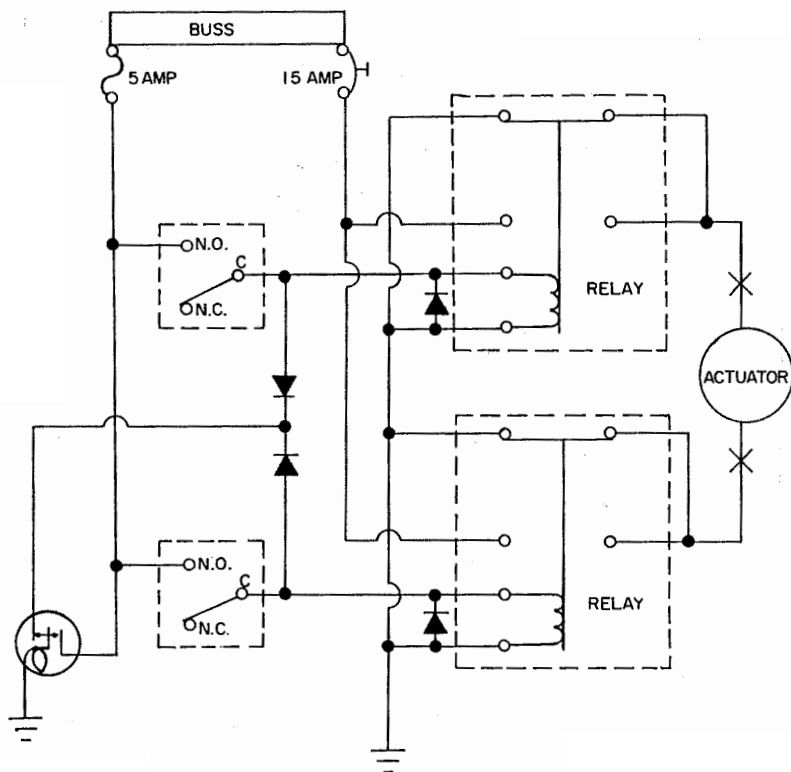 BUSS
5 AMP
15 AMP
N.O.
C
N.C.
RELAY
ACTUATOR
N.O.
C
N.C.
RELAY